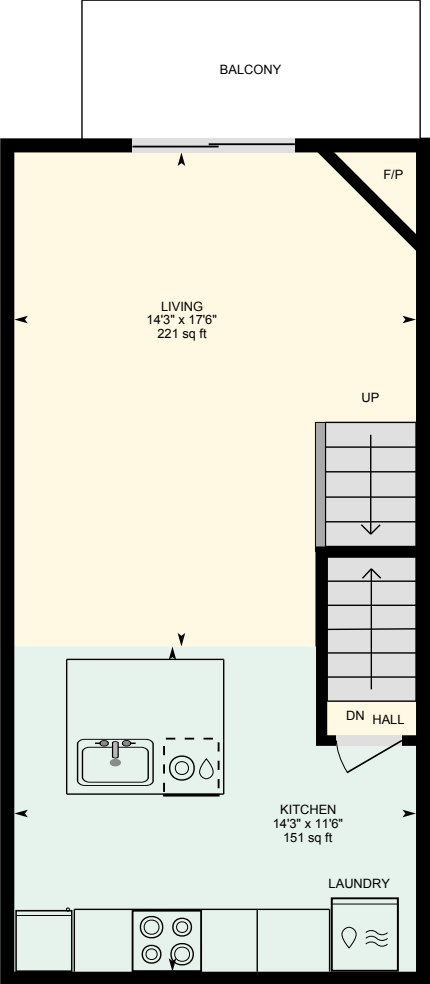 BALCONY
F/P
LIVING
14'3" x 17'6"
221 sq ft
UP
DN HALL
KITCHEN
14'3" x 11'6"
151 sq ft
LAUNDRY